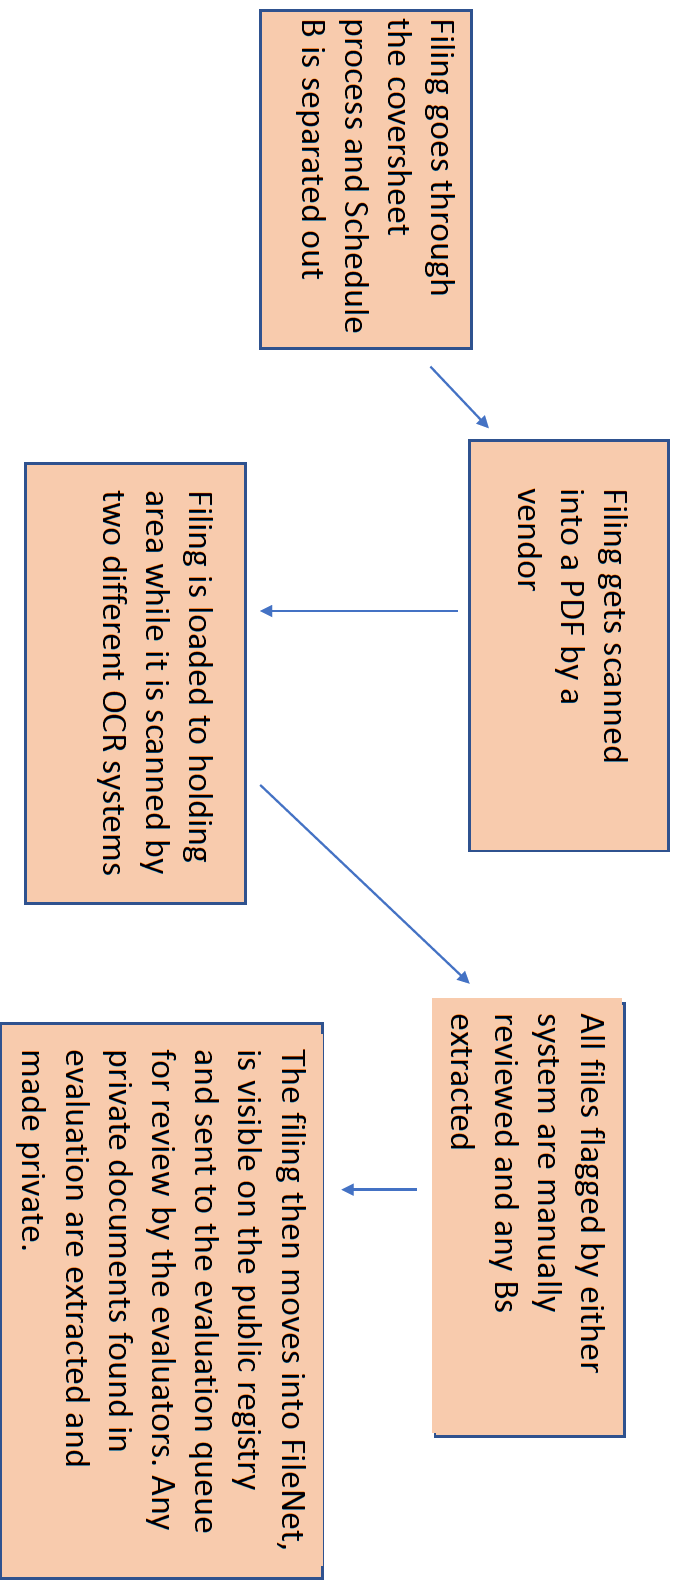 Filing goes through
the coversheet
process and Schedule
B is separated out
Filing gets scanned
into a PDF by a
vendor
Filing is loaded to holding
area while it is scanned by
two different OCR systems
All files flagged by either
system are manually
reviewed and any Bs
extracted
The filing then moves into FileNet,
is visible on the public registry
and sent to the evaluation queue
for review by the evaluators. Any
private documents found in
evaluation are extracted and
made private.